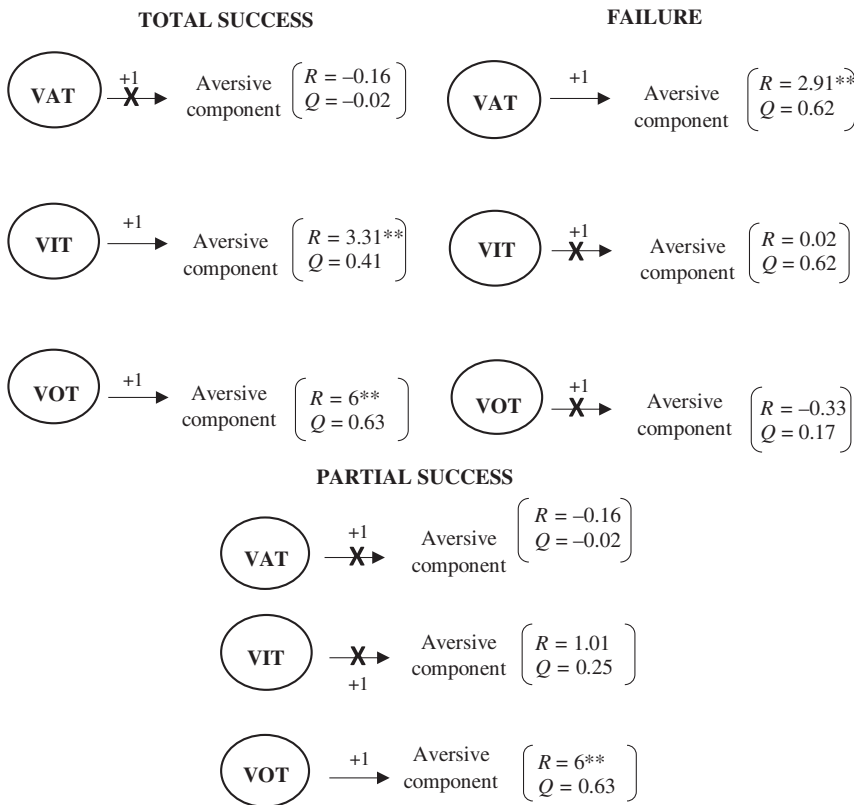 TOTAL SUCCESS
VAT
+1
X
Aversive
component
R = –0.16
Q = –0.02
VIT
+1
Aversive
component
R = 3.31**
Q = 0.41
VOT
+1
Aversive
component
R = 6**
Q = 0.63
FAILURE
VAT
+1
Aversive
component
R = 2.91**
Q = 0.62
VIT
+1
X
Aversive
component
R = 0.02
Q = 0.62
VOT
+1
X
Aversive
component
R = –0.33
Q = 0.17
PARTIAL SUCCESS
VAT
+1
X
Aversive
component
R = –0.16
Q = –0.02
VIT
X
+1
Aversive
component
R = 1.01
Q = 0.25
VOT
+1
Aversive
component
R = 6**
Q = 0.63